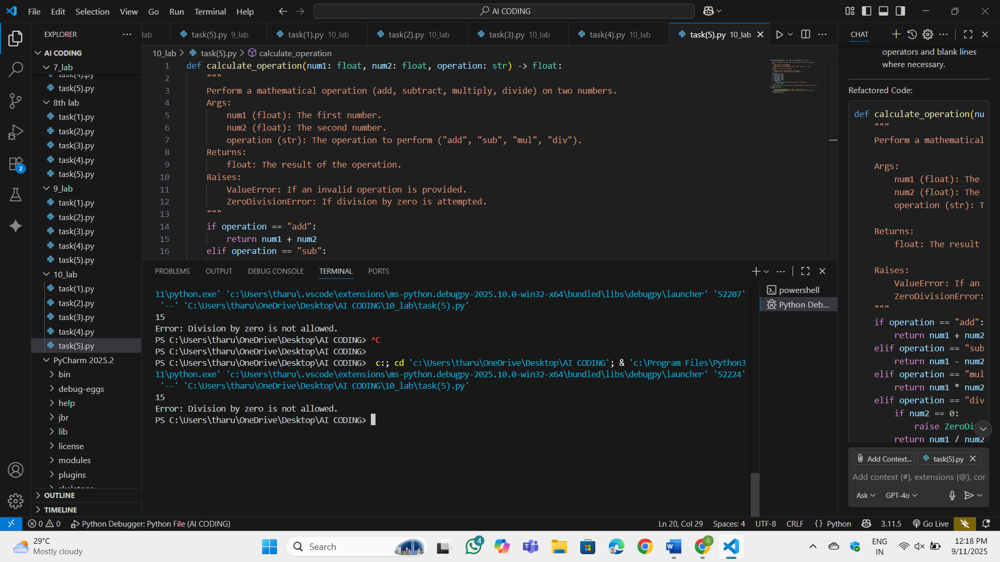 File Edit Selection View Go Run Terminal Help
AI CODING
EXPLORER
AI CODING
7_lab
task(4).py
task(5).py
8th lab
task(1).py
task(2).py
task(3).py
task(4).py
task(5).py
9_lab
task(1).py
task(2).py
task(3).py
task(4).py
task(5).py
10_lab
task(1).py
task(2).py
task(3).py
task(4).py
task(5).py
PyCharm 2025.2
bin
debug-eggs
help
jbr
lib
license
modules
plugins
OUTLINE
TIMELINE
2
lab task(5).py 9_lab task(1).py 10_lab task(2).py 10_lab task(3).py 10_lab task(4).py 10_lab task(5).py 10_lab
10_lab > task(5).py > calculate_operation
1 def calculate_operation(num1: float, num2: float, operation: str) -> float:
2 """
3 Perform a mathematical operation (add, subtract, multiply, divide) on two numbers.
4 Args:
5 num1 (float): The first number.
6 num2 (float): The second number.
7 operation (str): The operation to perform ("add", "sub", "mul", "div").
8 Returns:
9 float: The result of the operation.
10 Raises:
11 ValueError: If an invalid operation is provided.
12 ZeroDivisionError: If division by zero is attempted.
13 """
14 if operation == "add":
15 return num1 + num2
16 elif operation == "sub":
PROBLEMS OUTPUT DEBUG CONSOLE TERMINAL PORTS
11\python.exe' 'c:\Users\tharu\.vscode\extensions\ms-python.debugpy-2025.10.0-win32-x64\bundled\libs\debugpy\launcher' '52207'
'--' 'C:\Users\tharu\OneDrive\Desktop\AI CODING\10_lab\task(5).py'
15
Error: Division by zero is not allowed.
PS C:\Users\tharu\OneDrive\Desktop\AI CODING> ^C
PS C:\Users\tharu\OneDrive\Desktop\AI CODING>
PS C:\Users\tharu\OneDrive\Desktop\AI CODING> c:; cd 'c:\Users\tharu\OneDrive\Desktop\AI CODING'; & 'c:\Program Files\Python3
11\python.exe' 'c:\Users\tharu\.vscode\extensions\ms-python.debugpy-2025.10.0-win32-x64\bundled\libs\debugpy\launcher' '52224'
'--' 'C:\Users\tharu\OneDrive\Desktop\AI CODING\10_lab\task(5).py'
15
Error: Division by zero is not allowed.
PS C:\Users\tharu\OneDrive\Desktop\AI CODING>
powershell
Python Deb...
CHAT
operators and blank lines
where necessary.
Refactored Code:
def calculate_operation(nu
"""
Perform a mathematical
Args:
num1 (float): The
num2 (float): The
operation (str): T
Returns:
float: The result
Raises:
ValueError: If an
ZeroDivisionError:
"""
if operation == "add":
return num1 + num2
elif operation == "sub
return num1 - num2
elif operation == "mul
return num1 * num2
elif operation == "div
if num2 == 0:
raise ZeroDi
return num1 / num2
Add Context... task(5).py
Add context (#), extensions (@), cor
Ask GPT-4o
0 0 Python Debugger: Python File (AI CODING)
Ln 20, Col 29 Spaces: 4 UTF-8 CRLF {} Python 3.11.5 Go Live
29°C
Mostly cloudy
Search
4
G
ENG
IN
12:18 PM
9/11/2025